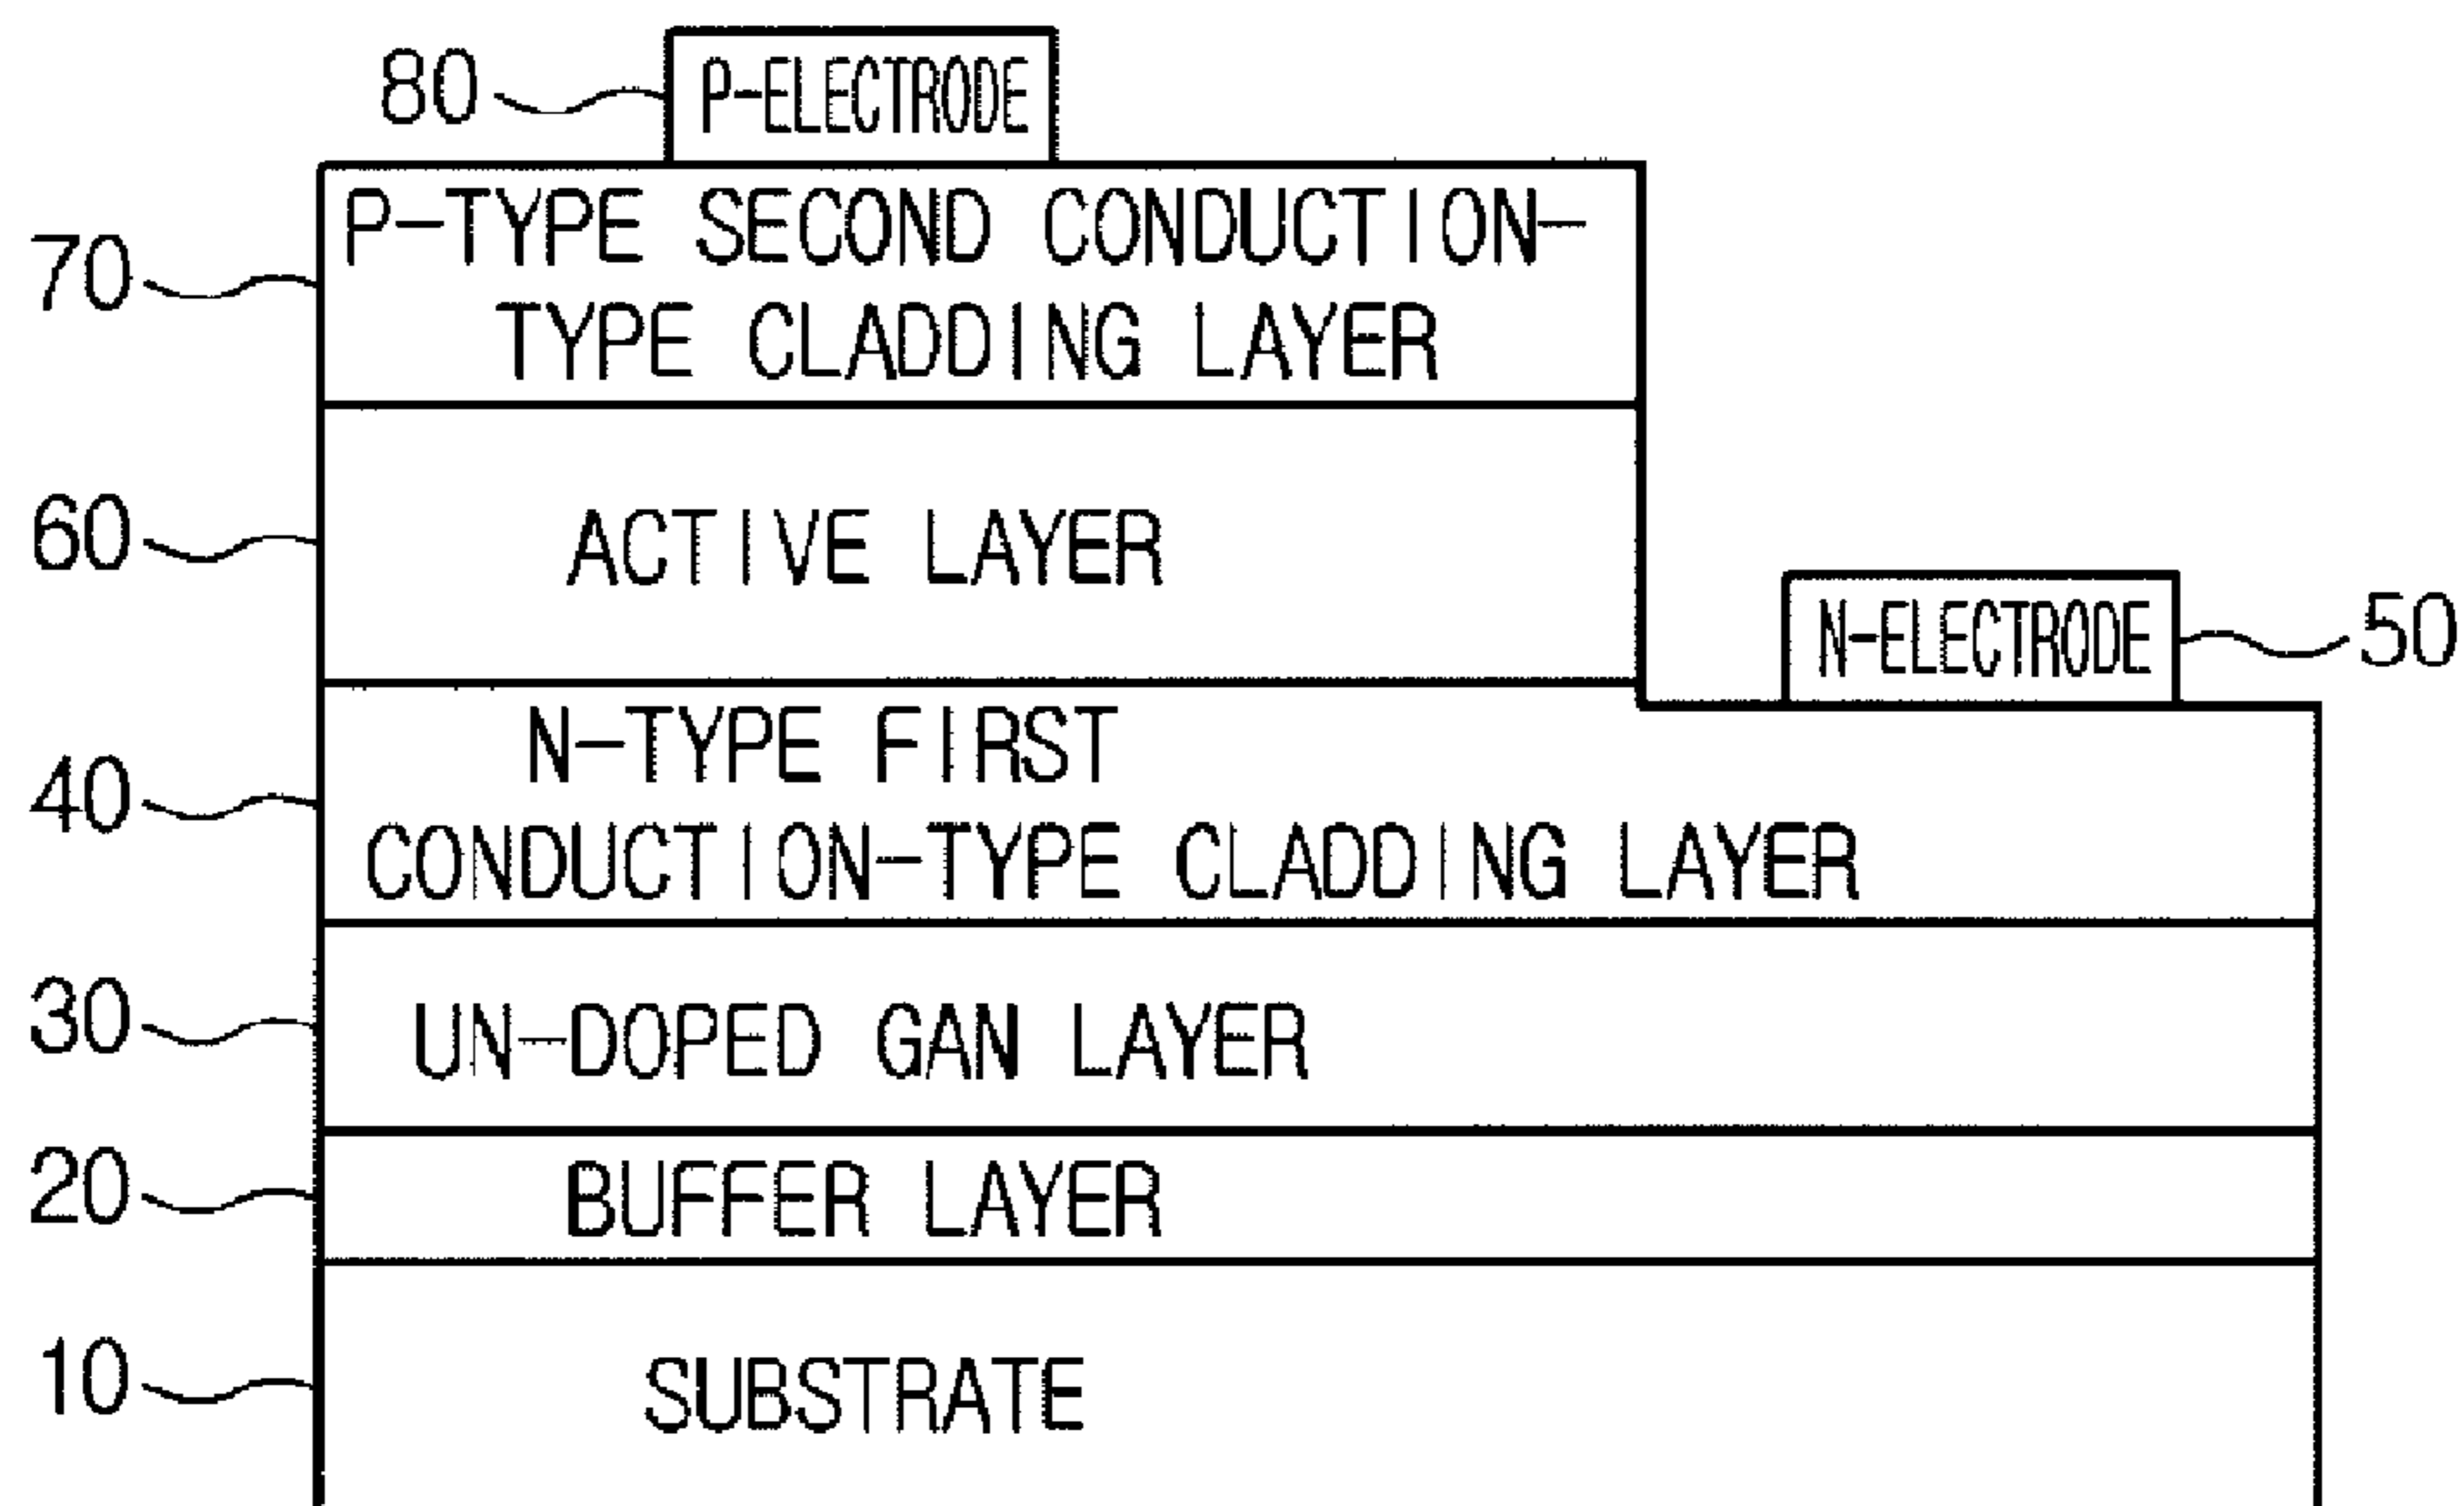 80
P-ELECTRODE
70
P-TYPE SECOND CONDUCTION-
TYPE CLADDING LAYER
60
ACTIVE LAYER
N-ELECTRODE
50
40
N-TYPE FIRST
CONDUCTION-TYPE CLADDING LAYER
30
UN-DOPED GAN LAYER
20
BUFFER LAYER
10
SUBSTRATE